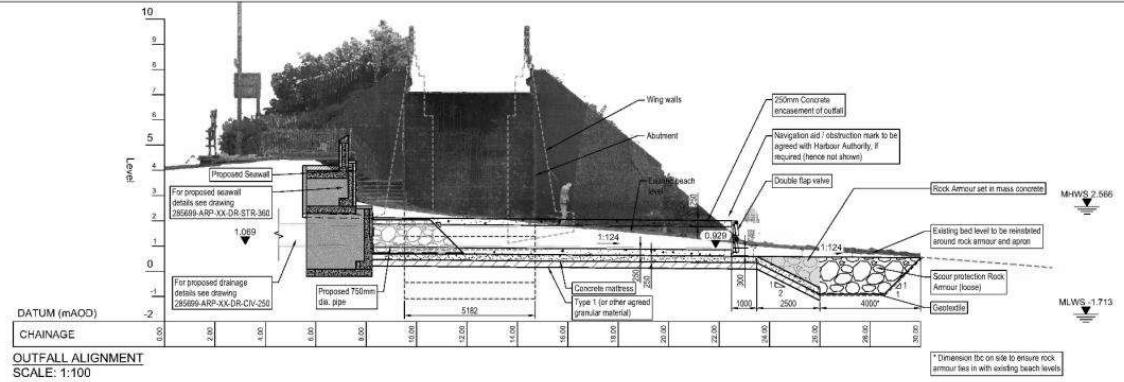 10
9
8
7
6
5
4
3
2
1
0
-1
-2
Level
Wing walls
Abutment
250mm Concrete
encasement of outfall
Navigation aid / obstruction mark to be
agreed with Harbour Authority, if
required (hence not shown)
Double flap valve
Existing beach
level
Rock Armour set in mass concrete
MHWS 2.566
Proposed Seawall
For proposed seawall
details see drawing
285699-ARP-XX-DR-STR-360
1.069
For proposed drainage
details see drawing
285699-ARP-XX-DR-CIV-250
1:124
0.929
1:124
Existing bed level to be reinstated
around rock armour and apron
Scour protection Rock
Armour (loose)
Geotextile
Proposed 750mm
dia. pipe
Concrete mattress
Type 1 (or other agreed
granular material)
250
250
300
1
2
1
1
5182
1000
2500
4000*
MLWS -1.713
DATUM (mAOD)
CHAINAGE
0.00
2.00
4.00
6.00
8.00
10.00
12.00
14.00
16.00
18.00
20.00
22.00
24.00
26.00
28.00
30.00
OUTFALL ALIGNMENT
SCALE: 1:100
* Dimension tbc on site to ensure rock
armour ties in with existing beach levels